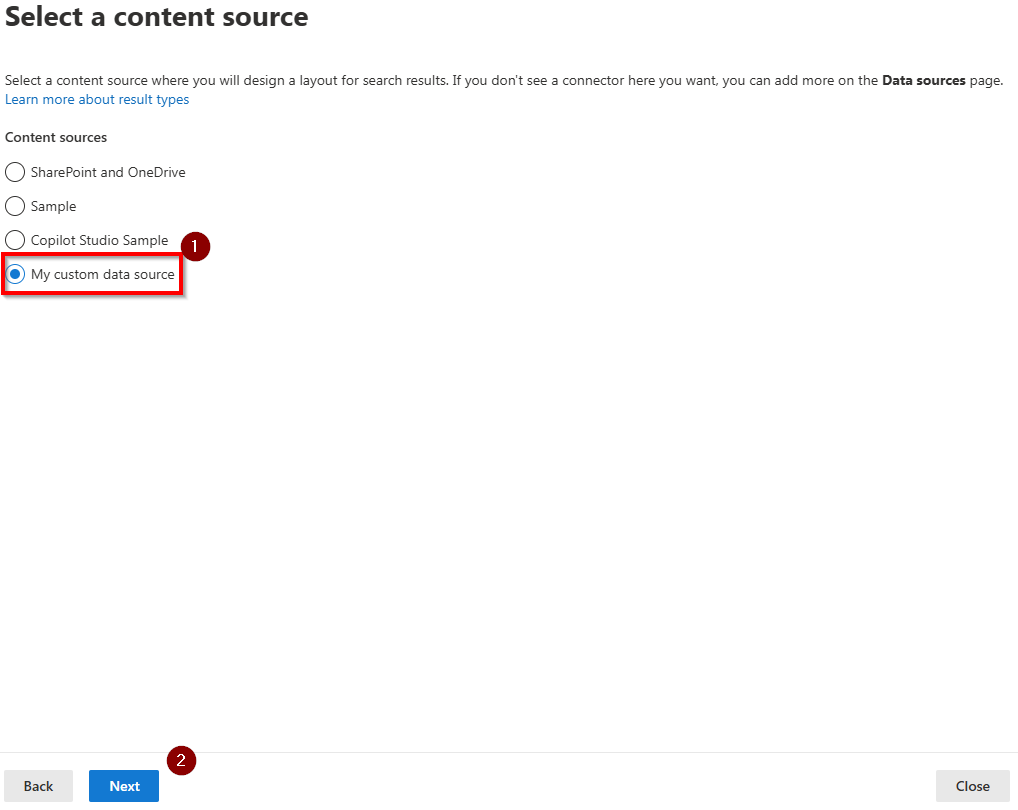 Select a content source
Select a content source where you will design a layout for search results. If you don't see a connector here you want, you can add more on the Data sources page.
Learn more about result types
Content sources
SharePoint and OneDrive
Sample
Copilot Studio Sample
1
My custom data source
2
Back
Next
Close